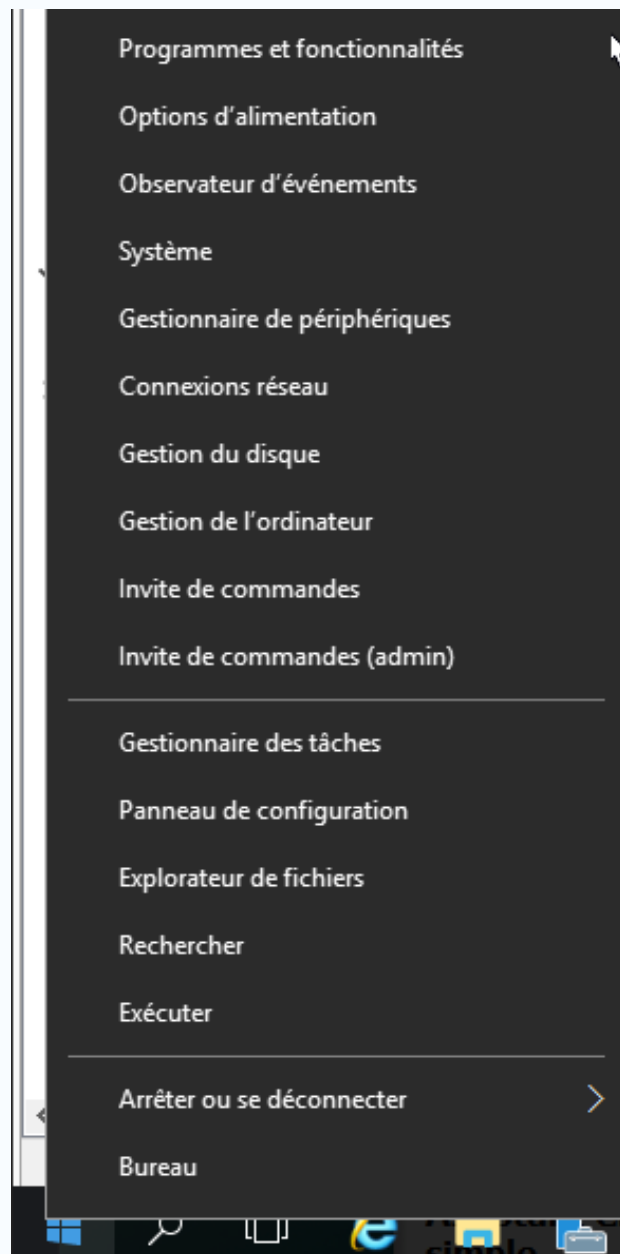 Programmes et fonctionnalités
Options d’alimentation
Observateur d’événements
Système
Gestionnaire de périphériques
Connexions réseau
Gestion du disque
Gestion de l’ordinateur
Invite de commandes
Invite de commandes (admin)
Gestionnaire des tâches
Panneau de configuration
Explorateur de fichiers
Rechercher
Exécuter
Arrêter ou se déconnecter
Bureau